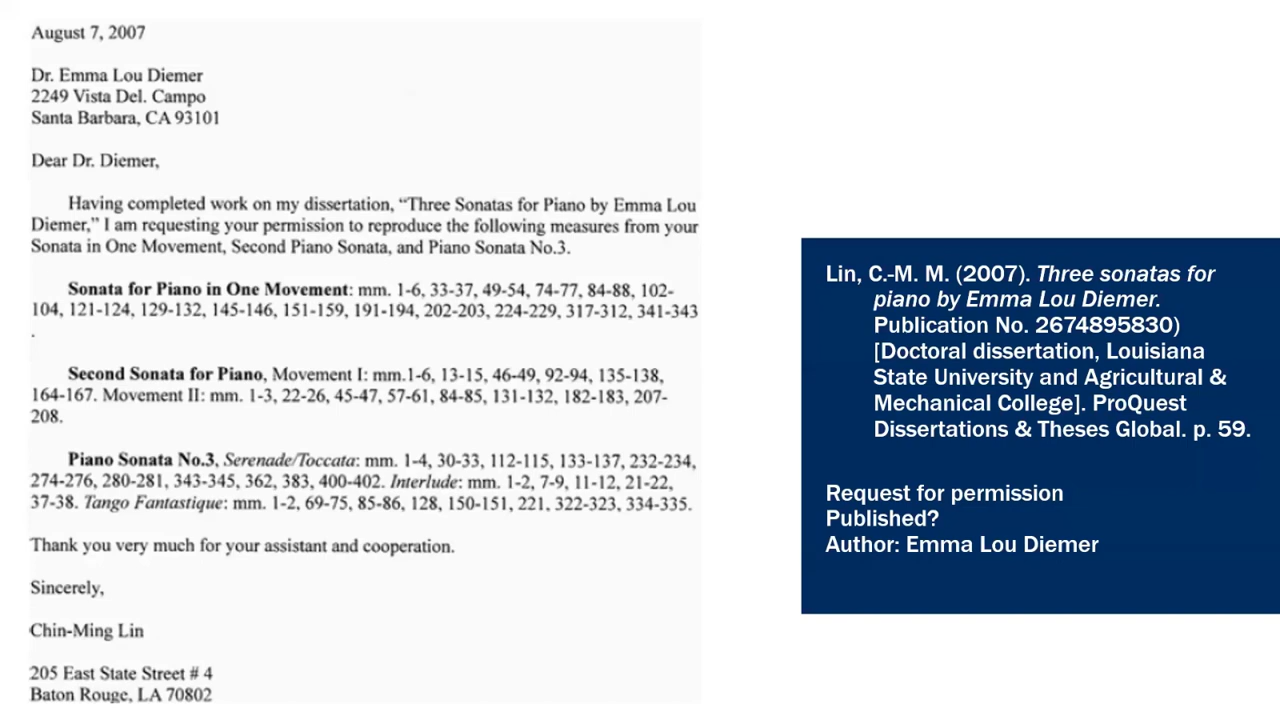 August 7, 2007
Dr. Emma Lou Diemer
2249 Vista Del. Campo
Santa Barbara, CA 93101
Dear Dr. Diemer,
Having completed work on my dissertation, “Three Sonatas for Piano by Emma Lou
Diemer,” I am requesting your permission to reproduce the following measures from your
Sonata in One Movement, Second Piano Sonata, and Piano Sonata No.3.
Sonata for Piano in One Movement: mm. 1-6, 33-37, 49-54, 74-77, 84-88, 102-
104, 121-124, 129-132, 145-146, 151-159, 191-194, 202-203, 224-229, 317-312, 341-343
.
Second Sonata for Piano, Movement I: mm.1-6, 13-15, 46-49, 92-94, 135-138,
164-167. Movement II: mm. 1-3, 22-26, 45-47, 57-61, 84-85, 131-132, 182-183, 207-
208.
Piano Sonata No.3, Serenade/Toccata: mm. 1-4, 30-33, 112-115, 133-137, 232-234,
274-276, 280-281, 343-345, 362, 383, 400-402. Interlude: mm. 1-2, 7-9, 11-12, 21-22,
37-38. Tango Fantastique: mm. 1-2, 69-75, 85-86, 128, 150-151, 221, 322-323, 334-335.
Thank you very much for your assistant and cooperation.
Sincerely,
Chin-Ming Lin
205 East State Street # 4
Baton Rouge, LA 70802
Lin, C.-M. M. (2007). Three sonatas for
piano by Emma Lou Diemer.
Publication No. 2674895830)
[Doctoral dissertation, Louisiana
State University and Agricultural &
Mechanical College]. ProQuest
Dissertations & Theses Global. p. 59.
Request for permission
Published?
Author: Emma Lou Diemer